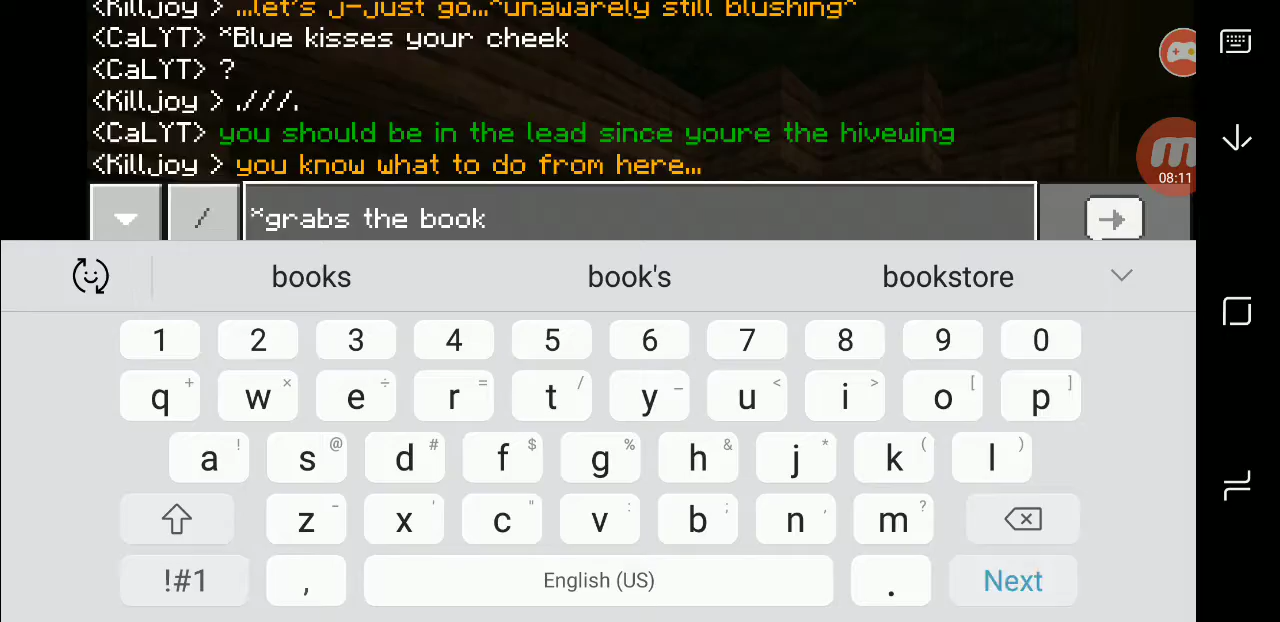 <Killjoy > ...let's j-just go...*unawarely still blushing*
<CaLYT> *Blue kisses your cheek
<CaLYT> ?
<Killjoy > .///.
<CaLYT> you should be in the lead since youre the hivewing
<Killjoy > you know what to do from here...
08:11
/ *grabs the book
books book's bookstore
1 2 3 4 5 6 7 8 9 0
q + w × e ÷ r = t / y _ u < i > o [ p ]
a ! s @ d # f $ g % h & j * k ( l )
z - x ' c " v : b ; n , m ?
!#1 , English (US) . Next